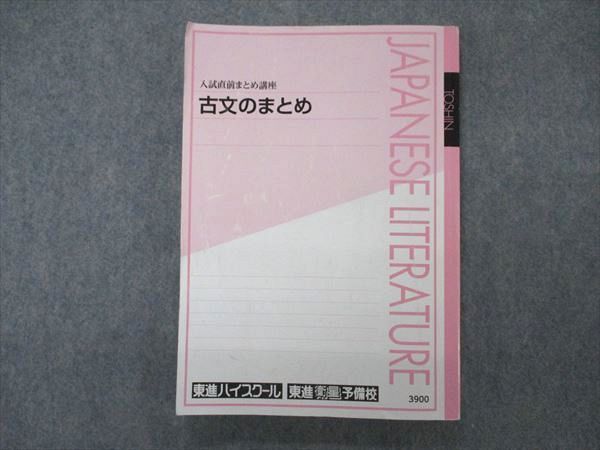 入試直前まとめ講座
古文のまとめ
JAPANESE LITERATURE
TOSHIN
東進ハイスクール 東進衛星予備校
3900